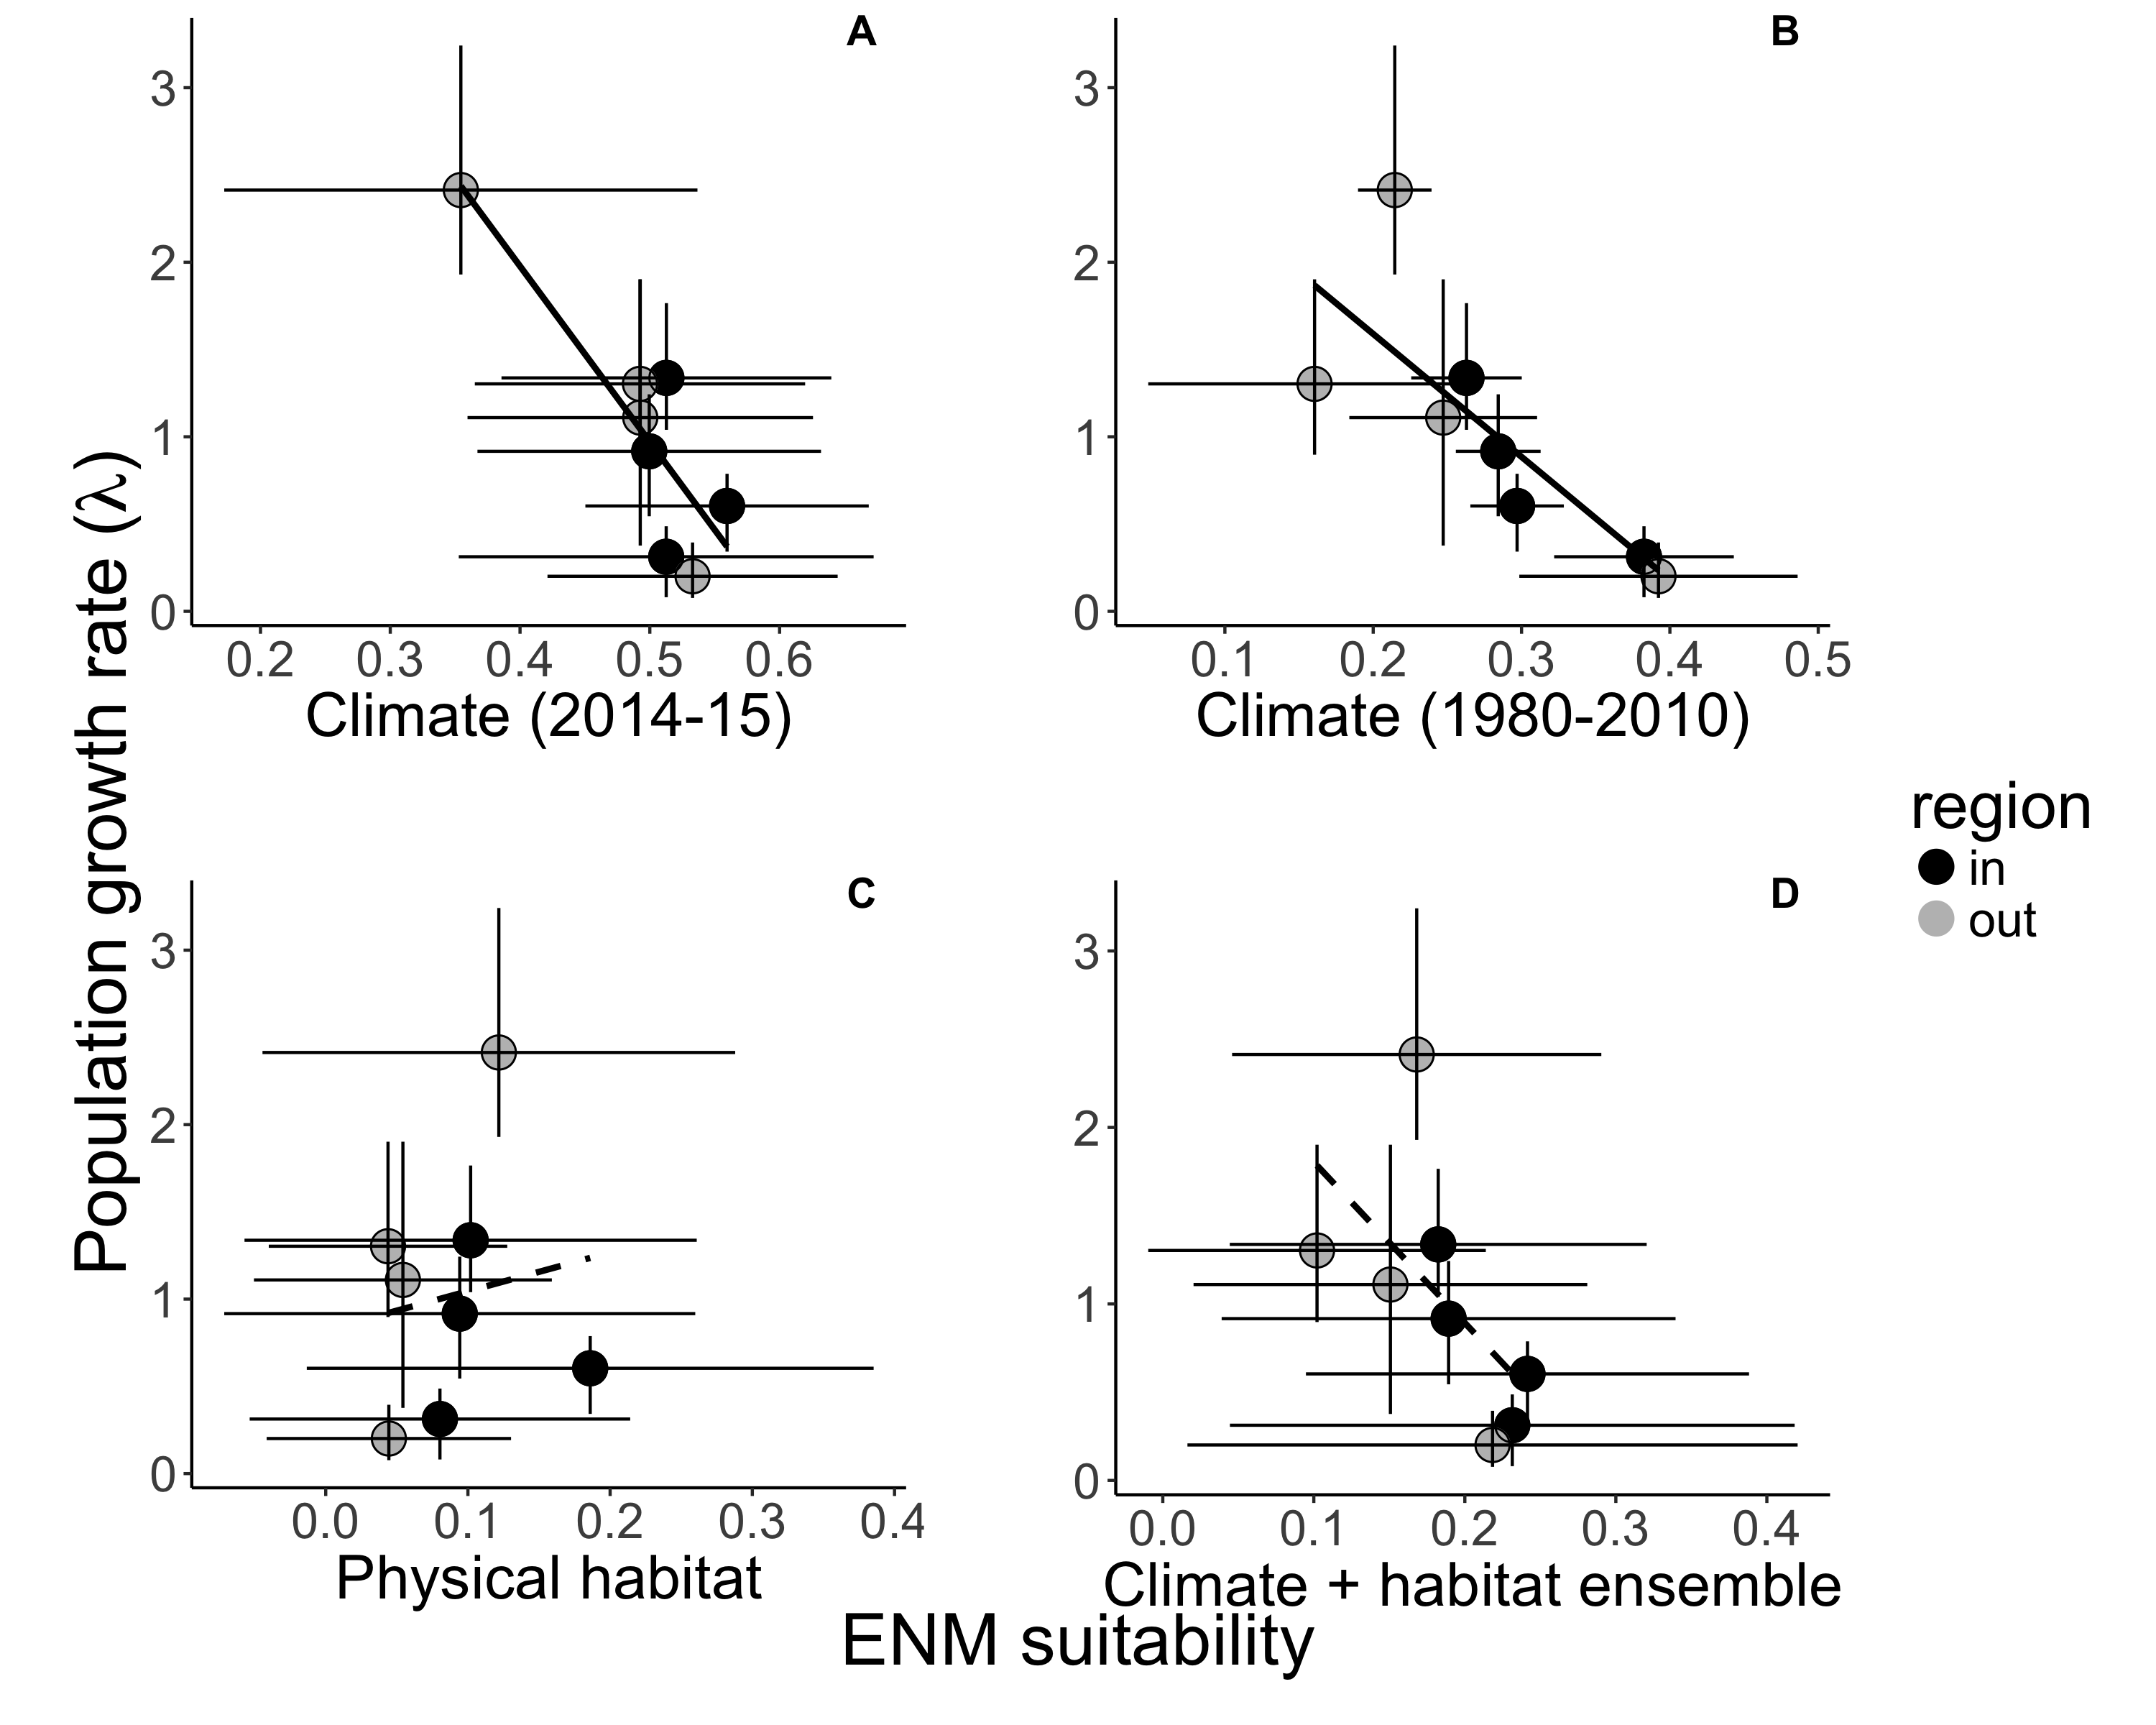 Population growth rate (λ)
A
3
2
1
0
0.2 0.3 0.4 0.5 0.6
Climate (2014-15)
B
3
2
1
0
0.1 0.2 0.3 0.4 0.5
Climate (1980-2010)
C
3
2
1
0
0.0 0.1 0.2 0.3 0.4
Physical habitat
D
3
2
1
0
0.0 0.1 0.2 0.3 0.4
Climate + habitat ensemble
ENM suitability
region
in
out